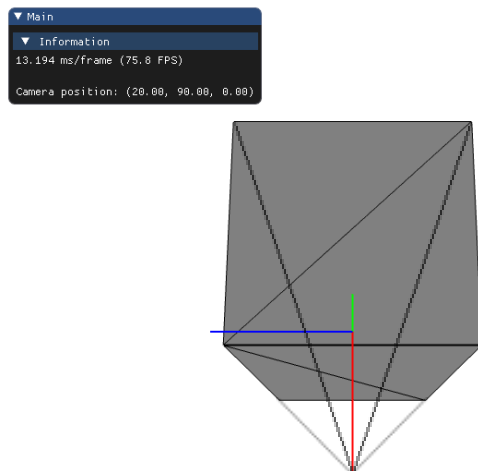 Main
Information
13.194 ms/frame (75.8 FPS)
Camera position: (20.00, 90.00, 0.00)